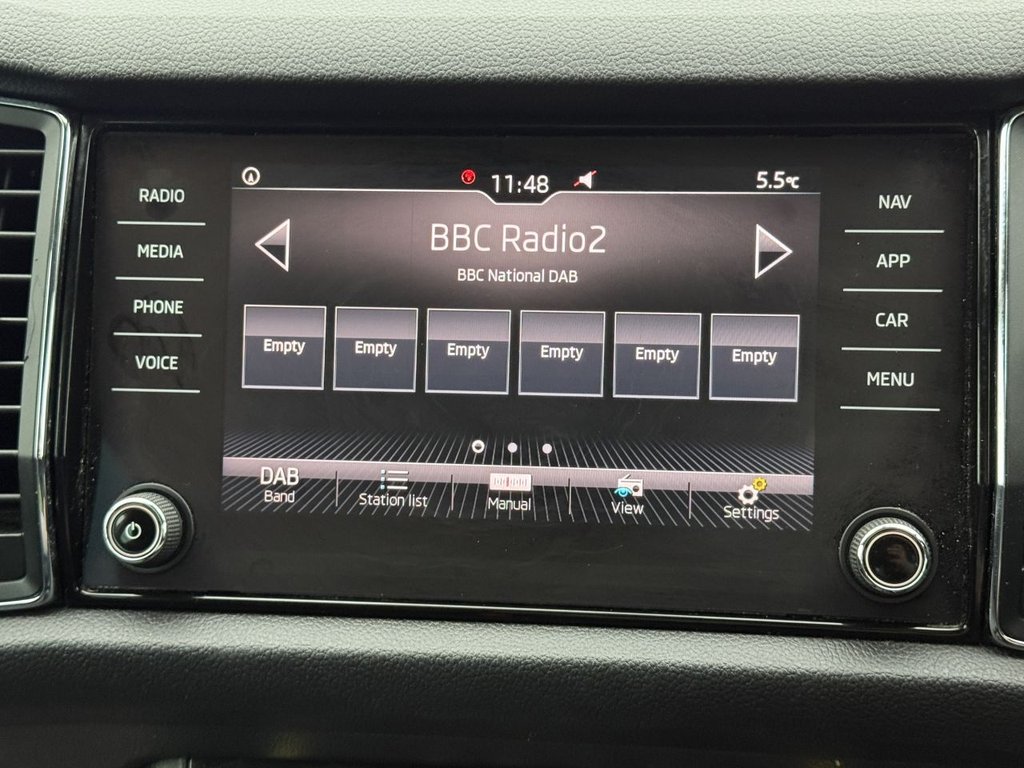 RADIO
MEDIA
PHONE
VOICE
11:48
5.5°C
BBC Radio2
BBC National DAB
Empty Empty Empty Empty Empty Empty
DAB
Band
Station list
Manual
View
Settings
NAV
APP
CAR
MENU